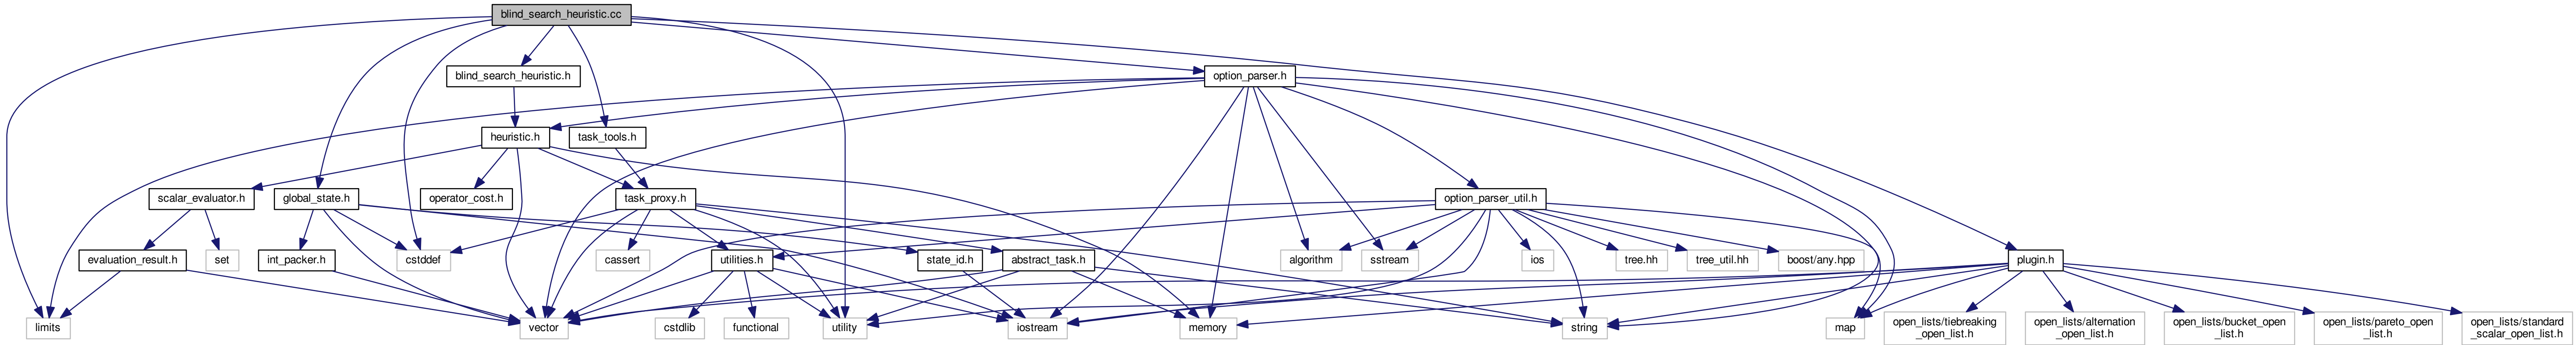 blind_search_heuristic.cc
blind_search_heuristic.h
option_parser.h
heuristic.h
task_tools.h
scalar_evaluator.h
global_state.h
operator_cost.h
task_proxy.h
option_parser_util.h
evaluation_result.h
set
int_packer.h
cstddef
cassert
utilities.h
state_id.h
abstract_task.h
algorithm
sstream
ios
tree.hh
tree_util.hh
boost/any.hpp
plugin.h
limits
vector
cstdlib
functional
utility
iostream
memory
string
map
open_lists/tiebreaking
_open_list.h
open_lists/alternation
_open_list.h
open_lists/bucket_open
_list.h
open_lists/pareto_open
_list.h
open_lists/standard
_scalar_open_list.h